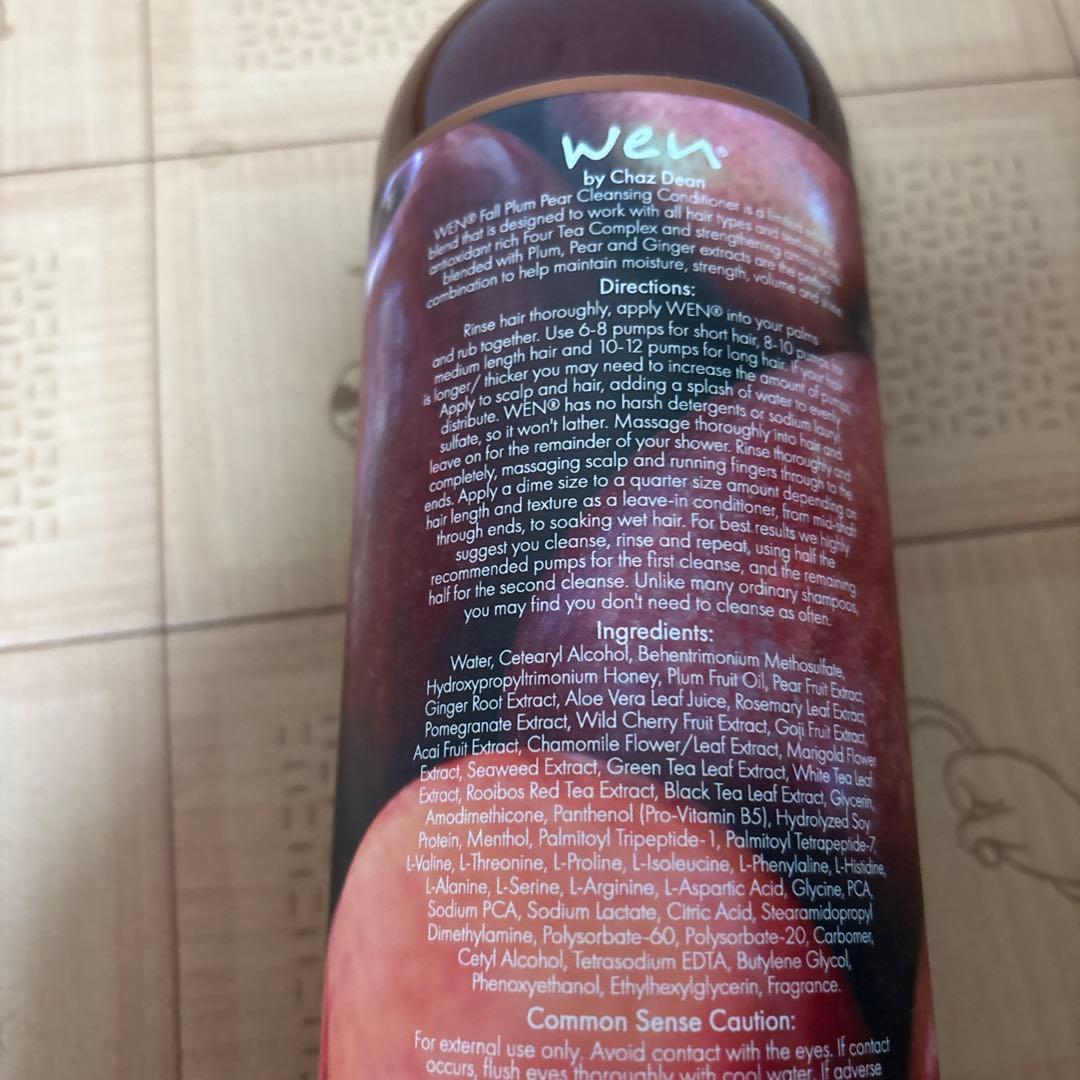 wen®
by Chaz Dean
WEN® Fall Plum Pear Cleansing Conditioner is a limited
blend that is designed to work with all hair types and textures.
antioxidant rich Four Tea Complex and strengthening amino acids
blended with Plum, Pear and Ginger extracts are the perfect
combination to help maintain moisture, strength, volume and shine
Directions:
Rinse hair thoroughly, apply WEN® into your palms
and rub together. Use 6-8 pumps for short hair, 8-10 pumps for
medium length hair and 10-12 pumps for long hair. If your hair
is longer/ thicker you may need to increase the amount of pumps.
Apply to scalp and hair, adding a splash of water to evenly
distribute. WEN® has no harsh detergents or sodium lauryl
sulfate, so it won't lather. Massage thoroughly into hair and
leave on for the remainder of your shower. Rinse thoroughly and
completely, massaging scalp and running fingers through to the
ends. Apply a dime size to a quarter size amount depending on
hair length and texture as a leave-in conditioner, from mid-shaft
through ends, to soaking wet hair. For best results we highly
suggest you cleanse, rinse and repeat, using half the
recommended pumps for the first cleanse, and the remaining
half for the second cleanse. Unlike many ordinary shampoos,
you may find you don't need to cleanse as often.
Ingredients:
Water, Cetearyl Alcohol, Behentrimonium Methosulfate,
Hydroxypropyltrimonium Honey, Plum Fruit Oil, Pear Fruit Extract,
Ginger Root Extract, Aloe Vera Leaf Juice, Rosemary Leaf Extract,
Pomegranate Extract, Wild Cherry Fruit Extract, Goji Fruit Extract,
Acai Fruit Extract, Chamomile Flower/Leaf Extract, Marigold Flower
Extract, Seaweed Extract, Green Tea Leaf Extract, White Tea Leaf
Extract, Rooibos Red Tea Extract, Black Tea Leaf Extract, Glycerin,
Amodimethicone, Panthenol (Pro-Vitamin B5), Hydrolyzed Soy
Protein, Menthol, Palmitoyl Tripeptide-1, Palmitoyl Tetrapeptide-7,
L-Valine, L-Threonine, L-Proline, L-Isoleucine, L-Phenylaline, L-Histidine,
L-Alanine, L-Serine, L-Arginine, L-Aspartic Acid, Glycine, PCA,
Sodium PCA, Sodium Lactate, Citric Acid, Stearamidopropyl
Dimethylamine, Polysorbate-60, Polysorbate-20, Carbomer,
Cetyl Alcohol, Tetrasodium EDTA, Butylene Glycol,
Phenoxyethanol, Ethylhexylglycerin, Fragrance.
Common Sense Caution:
For external use only. Avoid contact with the eyes. If contact
occurs, flush eyes thoroughly with cool water. If adverse